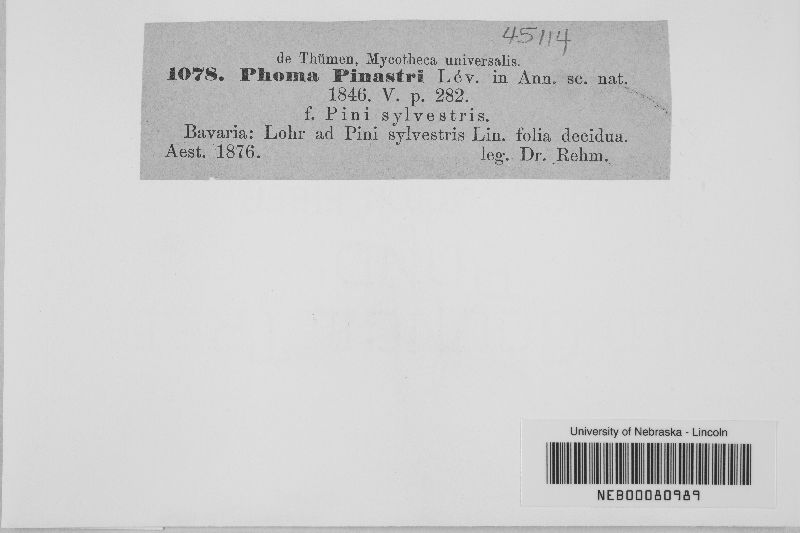 45114
de Thümen, Mycotheca universalis.
1078. Phoma Pinastri Lév. in Ann. sc. nat.
1846. V. p. 282.
f. Pini sylvestris.
Bavaria: Lohr ad Pini sylvestris Lin. folia decidua.
Aest. 1876. leg. Dr. Rehm.
University of Nebraska - Lincoln
NEB00080989